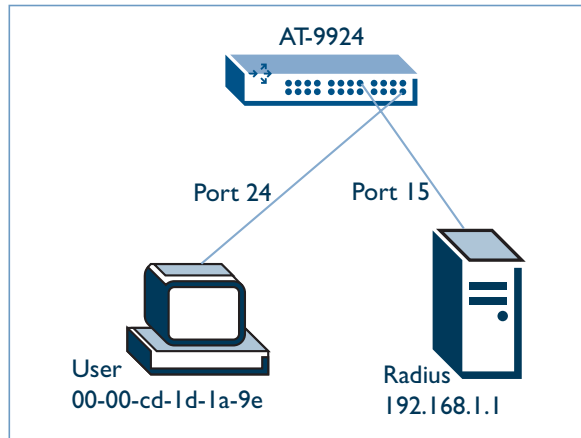 AT-9924
Port 24
Port 15
User
00-00-cd-1d-1a-9e
Radius
192.168.1.1